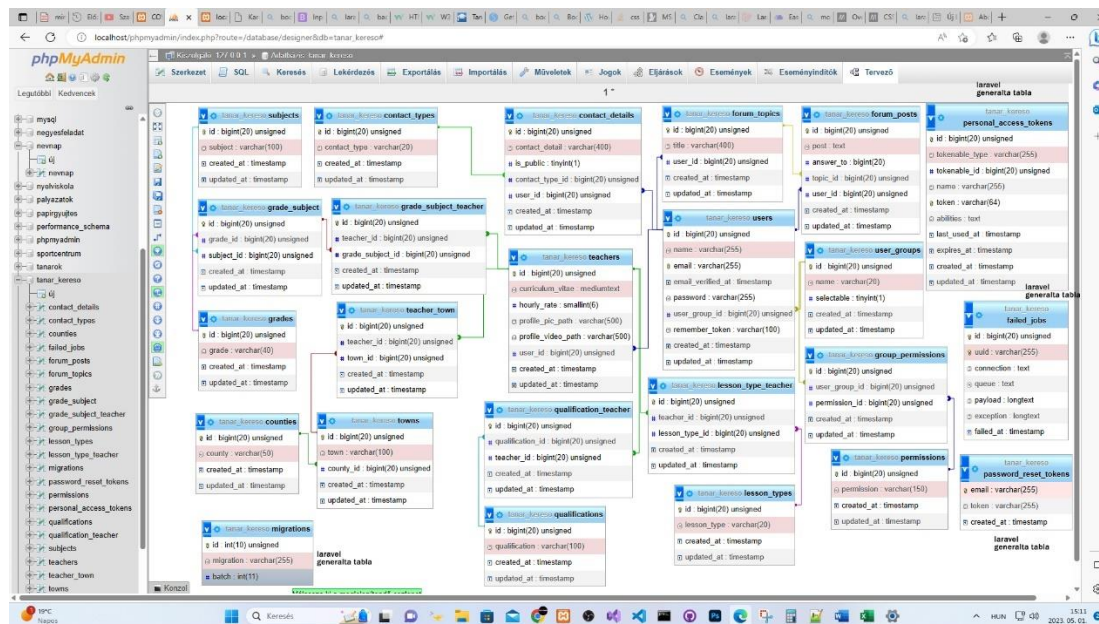 localhost/phpmyadmin/index.php?route=/database/designer&db=tanar_kereso#
phpMyAdmin
Legutóbbi Kedvencek
mysql
negyesfeladat
nevnap
új
nevnap
nyelviskola
palyazatok
papirgyujtes
performance_schema
phpmyadmin
sportcentrum
tanarok
tanar_kereso
új
contact_details
contact_types
counties
failed_jobs
forum_posts
forum_topics
grades
grade_subject
grade_subject_teacher
group_permissions
lesson_types
lesson_type_teacher
migrations
password_reset_tokens
permissions
personal_access_tokens
qualifications
qualification_teacher
subjects
teachers
teacher_town
towns
Kiszolgáló: 127.0.0.1 » Adatbázis: tanar_kereso
Szerkezet SQL Keresés Lekérdezés Exportálás Importálás Műveletek Jogok Eljárások Események Eseményindítók Tervező
laravel
generalta tabla
tanar_kereso subjects
id : bigint(20) unsigned
subject : varchar(100)
created_at : timestamp
updated_at : timestamp
tanar_kereso contact_types
id : bigint(20) unsigned
contact_type : varchar(20)
created_at : timestamp
updated_at : timestamp
tanar_kereso contact_details
id : bigint(20) unsigned
contact_detail : varchar(400)
is_public : tinyint(1)
contact_type_id : bigint(20) unsigned
user_id : bigint(20) unsigned
created_at : timestamp
updated_at : timestamp
tanar_kereso forum_topics
id : bigint(20) unsigned
title : varchar(400)
user_id : bigint(20) unsigned
created_at : timestamp
updated_at : timestamp
tanar_kereso forum_posts
id : bigint(20) unsigned
post : text
answer_to : bigint(20)
topic_id : bigint(20) unsigned
user_id : bigint(20) unsigned
created_at : timestamp
updated_at : timestamp
tanar_kereso
personal_access_tokens
id : bigint(20) unsigned
tokenable_type : varchar(255)
tokenable_id : bigint(20) unsigned
name : varchar(255)
token : varchar(64)
abilities : text
last_used_at : timestamp
expires_at : timestamp
created_at : timestamp
updated_at : timestamp
tanar_kereso grade_subject
id : bigint(20) unsigned
grade_id : bigint(20) unsigned
subject_id : bigint(20) unsigned
created_at : timestamp
updated_at : timestamp
tanar_kereso grade_subject_teacher
id : bigint(20) unsigned
teacher_id : bigint(20) unsigned
grade_subject_id : bigint(20) unsigned
created_at : timestamp
updated_at : timestamp
tanar_kereso teachers
id : bigint(20) unsigned
curriculum_vitae : mediumtext
hourly_rate : smallint(6)
profile_pic_path : varchar(500)
profile_video_path : varchar(500)
user_id : bigint(20) unsigned
created_at : timestamp
updated_at : timestamp
tanar_kereso users
id : bigint(20) unsigned
name : varchar(255)
email : varchar(255)
email_verified_at : timestamp
password : varchar(255)
user_group_id : bigint(20) unsigned
remember_token : varchar(100)
created_at : timestamp
updated_at : timestamp
tanar_kereso user_groups
id : bigint(20) unsigned
name : varchar(20)
selectable : tinyint(1)
created_at : timestamp
updated_at : timestamp
laravel
generalta tabla
tanar_kereso
failed_jobs
id : bigint(20) unsigned
uuid : varchar(255)
connection : text
queue : text
payload : longtext
exception : longtext
failed_at : timestamp
tanar_kereso grades
id : bigint(20) unsigned
grade : varchar(40)
created_at : timestamp
updated_at : timestamp
tanar_kereso teacher_town
id : bigint(20) unsigned
teacher_id : bigint(20) unsigned
town_id : bigint(20) unsigned
created_at : timestamp
updated_at : timestamp
tanar_kereso group_permissions
id : bigint(20) unsigned
user_group_id : bigint(20) unsigned
permission_id : bigint(20) unsigned
created_at : timestamp
updated_at : timestamp
tanar_kereso lesson_type_teacher
id : bigint(20) unsigned
teacher_id : bigint(20) unsigned
lesson_type_id : bigint(20) unsigned
created_at : timestamp
updated_at : timestamp
tanar_kereso counties
id : bigint(20) unsigned
county : varchar(50)
created_at : timestamp
updated_at : timestamp
tanar_kereso towns
id : bigint(20) unsigned
town : varchar(100)
county_id : bigint(20) unsigned
created_at : timestamp
updated_at : timestamp
tanar_kereso qualification_teacher
id : bigint(20) unsigned
qualification_id : bigint(20) unsigned
teacher_id : bigint(20) unsigned
created_at : timestamp
updated_at : timestamp
tanar_kereso permissions
id : bigint(20) unsigned
permission : varchar(150)
created_at : timestamp
updated_at : timestamp
tanar_kereso
password_reset_tokens
email : varchar(255)
token : varchar(255)
created_at : timestamp
laravel
generalta tabla
tanar_kereso lesson_types
id : bigint(20) unsigned
lesson_type : varchar(20)
created_at : timestamp
updated_at : timestamp
tanar_kereso qualifications
id : bigint(20) unsigned
qualification : varchar(100)
created_at : timestamp
updated_at : timestamp
tanar_kereso migrations
id : int(10) unsigned
migration : varchar(255)
batch : int(11)
laravel
generalta tabla
Konzol
19°C
Napos
Keresés
HUN
15:11
2023. 05. 01.